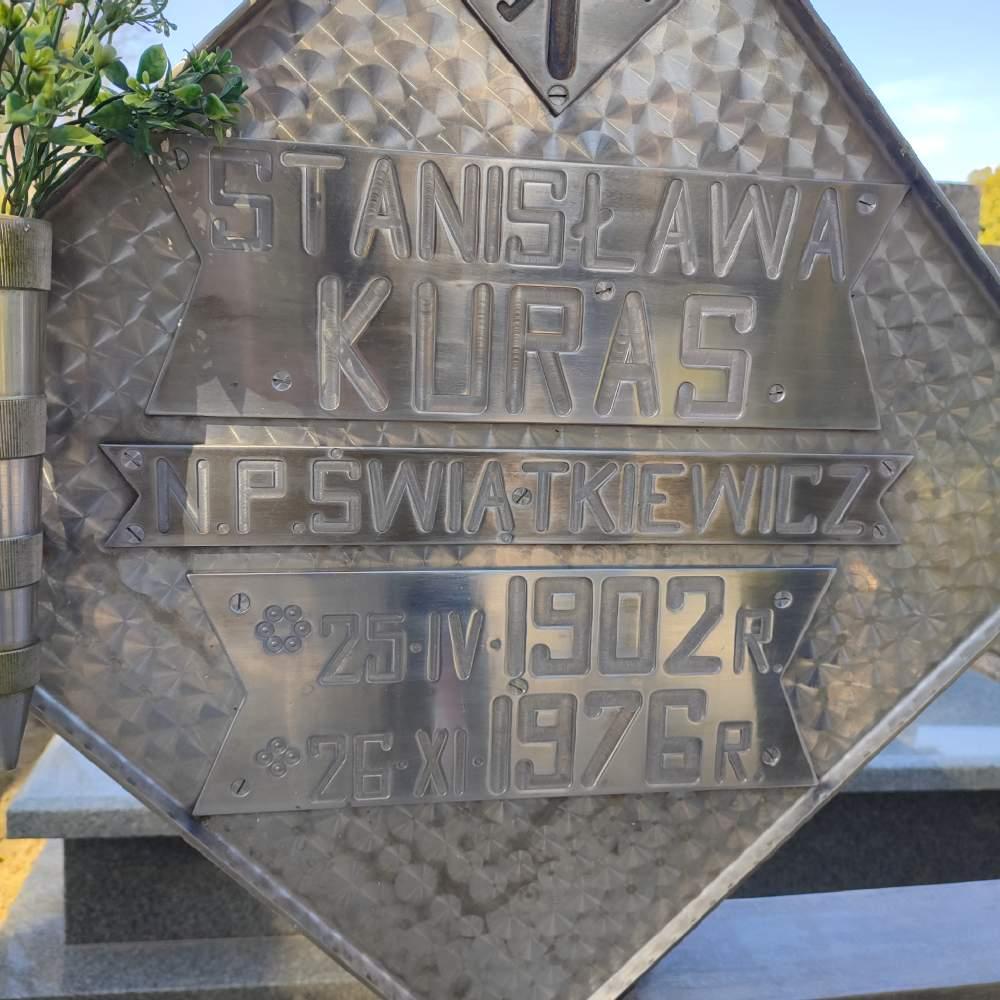 STANISŁAWA
KURAS
N.P. ŚWIĄTKIEWICZ
25·IV·1902 R.
26·XI·1976 R.